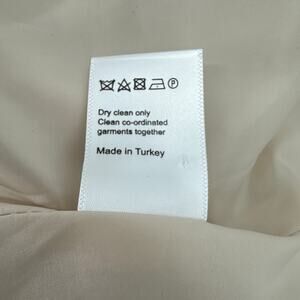 P
Dry clean only
Clean co-ordinated
garments together
Made in Turkey